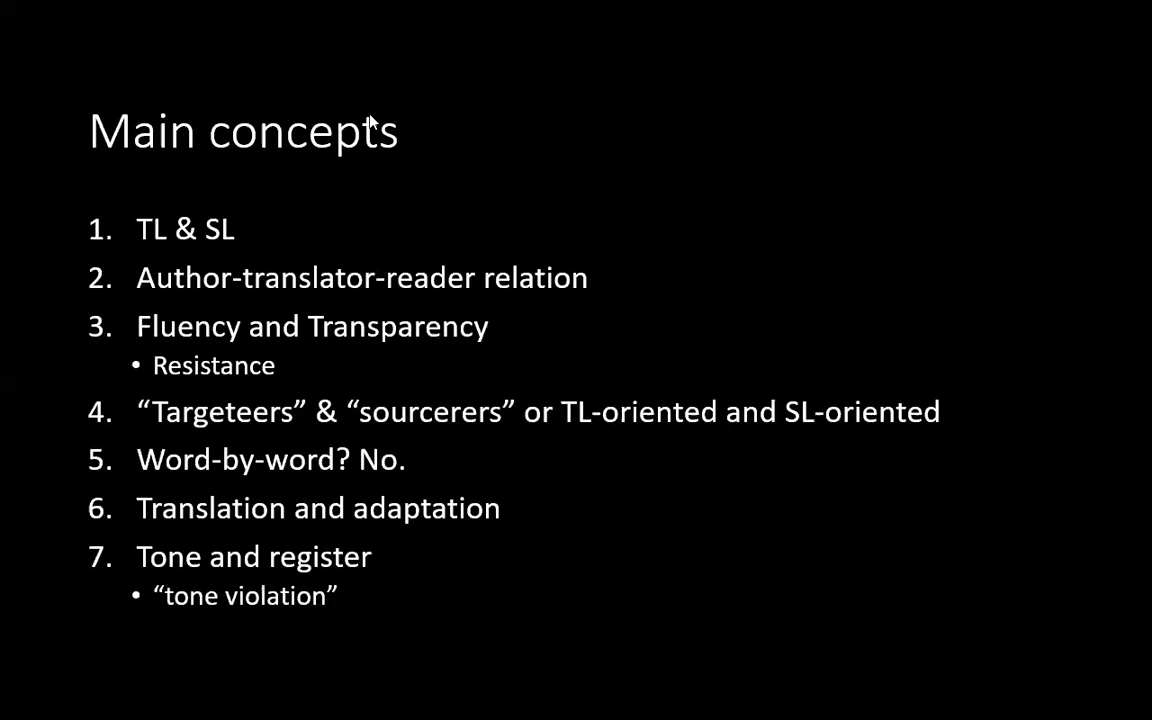 Main concepts
1. TL & SL
2. Author-translator-reader relation
3. Fluency and Transparency
• Resistance
4. “Targeteers” & “sourcerers” or TL-oriented and SL-oriented
5. Word-by-word? No.
6. Translation and adaptation
7. Tone and register
• “tone violation”